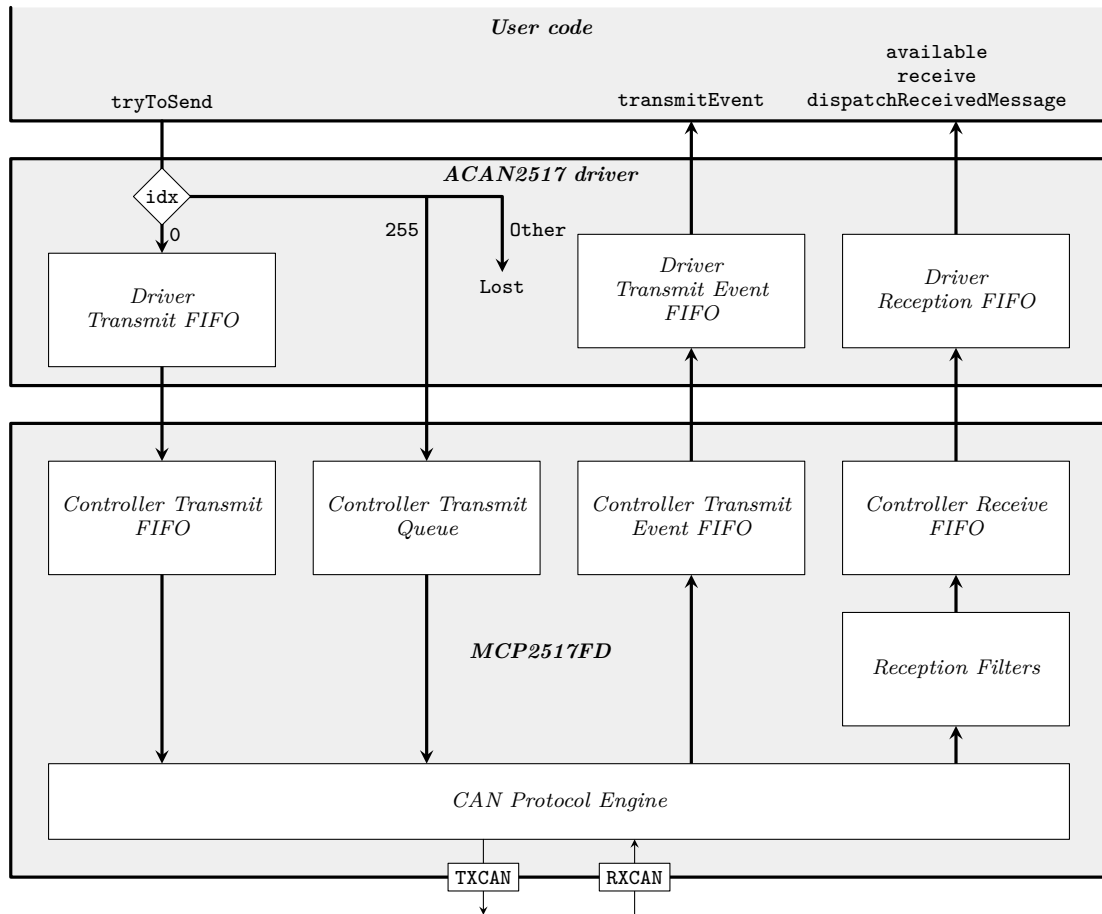 User code
available
receive
tryToSend
transmitEvent
dispatchReceivedMessage
ACAN2517 driver
idx
0
255
Other
Lost
Driver
Transmit FIFO
Driver
Transmit Event
FIFO
Driver
Reception FIFO
Controller Transmit
FIFO
Controller Transmit
Queue
Controller Transmit
Event FIFO
Controller Receive
FIFO
MCP2517FD
Reception Filters
CAN Protocol Engine
TXCAN
RXCAN